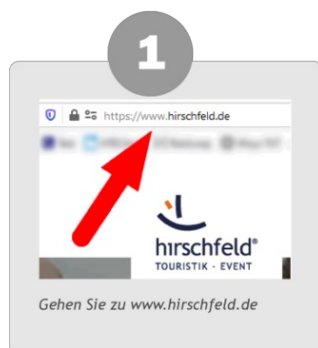 1
https://www.hirschfeld.de
hirschfeld®
TOURISTIK · EVENT
Gehen Sie zu www.hirschfeld.de